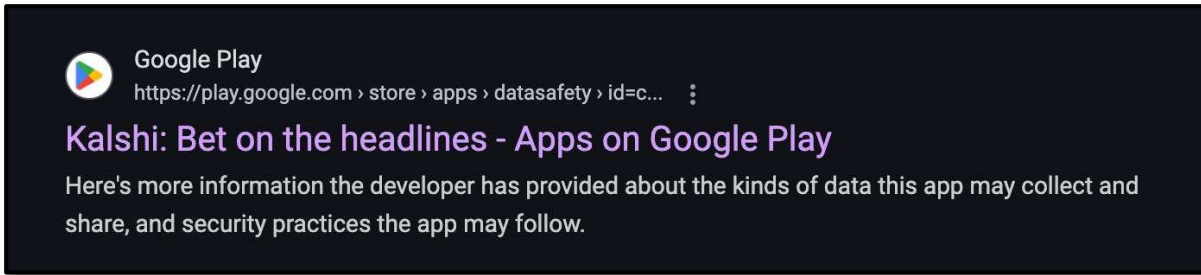 Google Play
https://play.google.com › store › apps › datasafety › id=c...
Kalshi: Bet on the headlines - Apps on Google Play
Here's more information the developer has provided about the kinds of data this app may collect and
share, and security practices the app may follow.